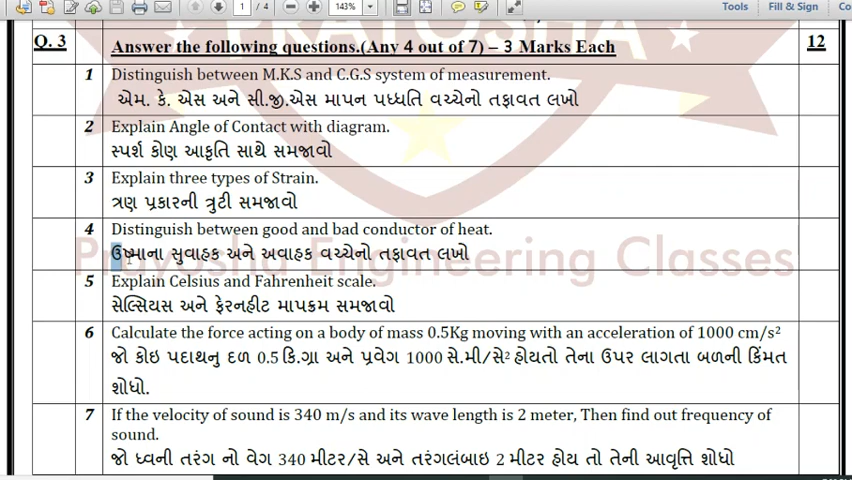 1 / 4
143%
Tools
Fill & Sign
PRAYOSHA
Q. 3
Answer the following questions.(Any 4 out of 7) – 3 Marks Each
12
1
Distinguish between M.K.S and C.G.S system of measurement.
એમ. કે. એસ અને સી.જી.એસ માપન પધ્ધતિ વચ્ચેનો તફાવત લખો
2
Explain Angle of Contact with diagram.
સ્પર્શ કોણ આકૃતિ સાથે સમજાવો
3
Explain three types of Strain.
ત્રણ પ્રકારની ત્રુટી સમજાવો
4
Distinguish between good and bad conductor of heat.
ઉષ્માના સુવાહક અને અવાહક વચ્ચેનો તફાવત લખો
Prayosha Engineering Classes
5
Explain Celsius and Fahrenheit scale.
સેલ્સિયસ અને ફેરનહીટ માપક્રમ સમજાવો
6
Calculate the force acting on a body of mass 0.5Kg moving with an acceleration of 1000 cm/s²
જો કોઇ પદાથનુ દળ 0.5 કિ.ગ્રા અને પ્રવેગ 1000 સે.મી/સે² હોયતો તેના ઉપર લાગતા બળની કિંમત
શોધો.
7
If the velocity of sound is 340 m/s and its wave length is 2 meter, Then find out frequency of
sound.
જો ધ્વની તરંગ નો વેગ 340 મીટર/સે અને તરંગલંબાઇ 2 મીટર હોય તો તેની આવૃત્તિ શોધો